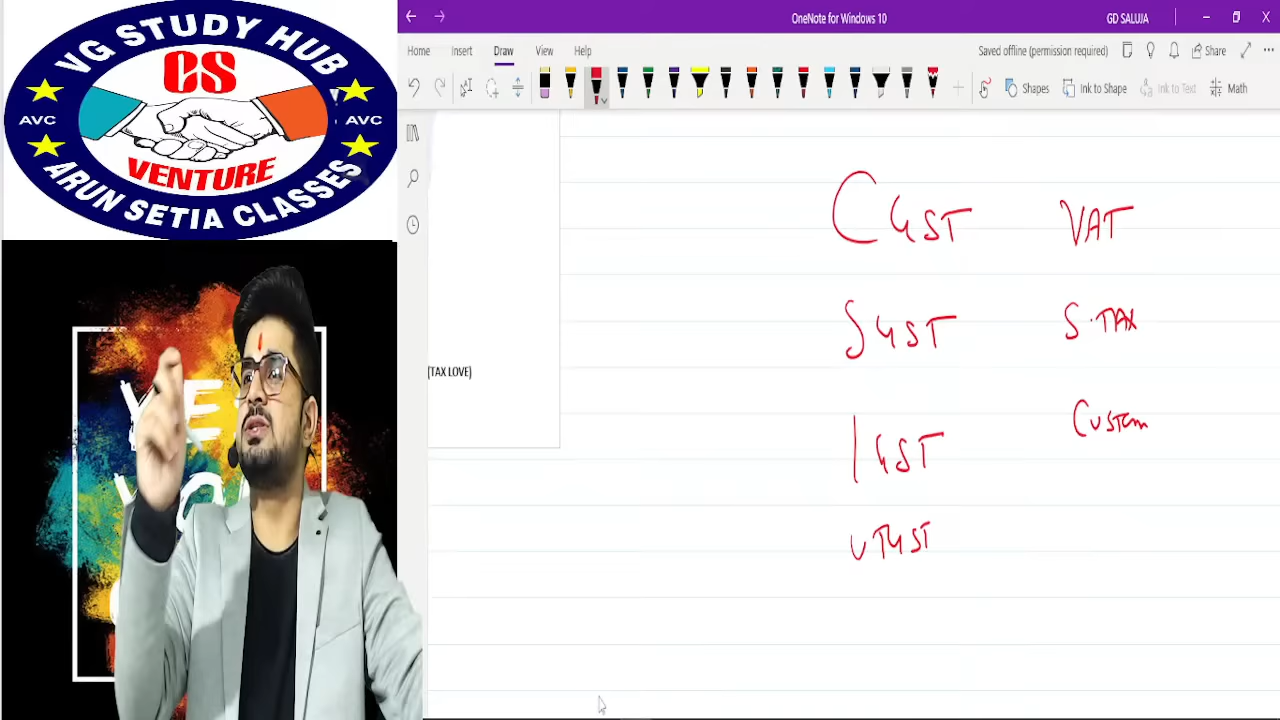 VG STUDY HUB
CS
AVC
AVC
VENTURE
ARUN SETIA CLASSES
OneNote for Windows 10
GD SALUJA
Home Insert Draw View Help
Saved offline (permission required)
Share
Shapes
Ink to Shape
Ink to Text
Math
(TAX LOVE)
CGST VAT
SGST S.TAX
IGST Custom
UTGST
YE
YO